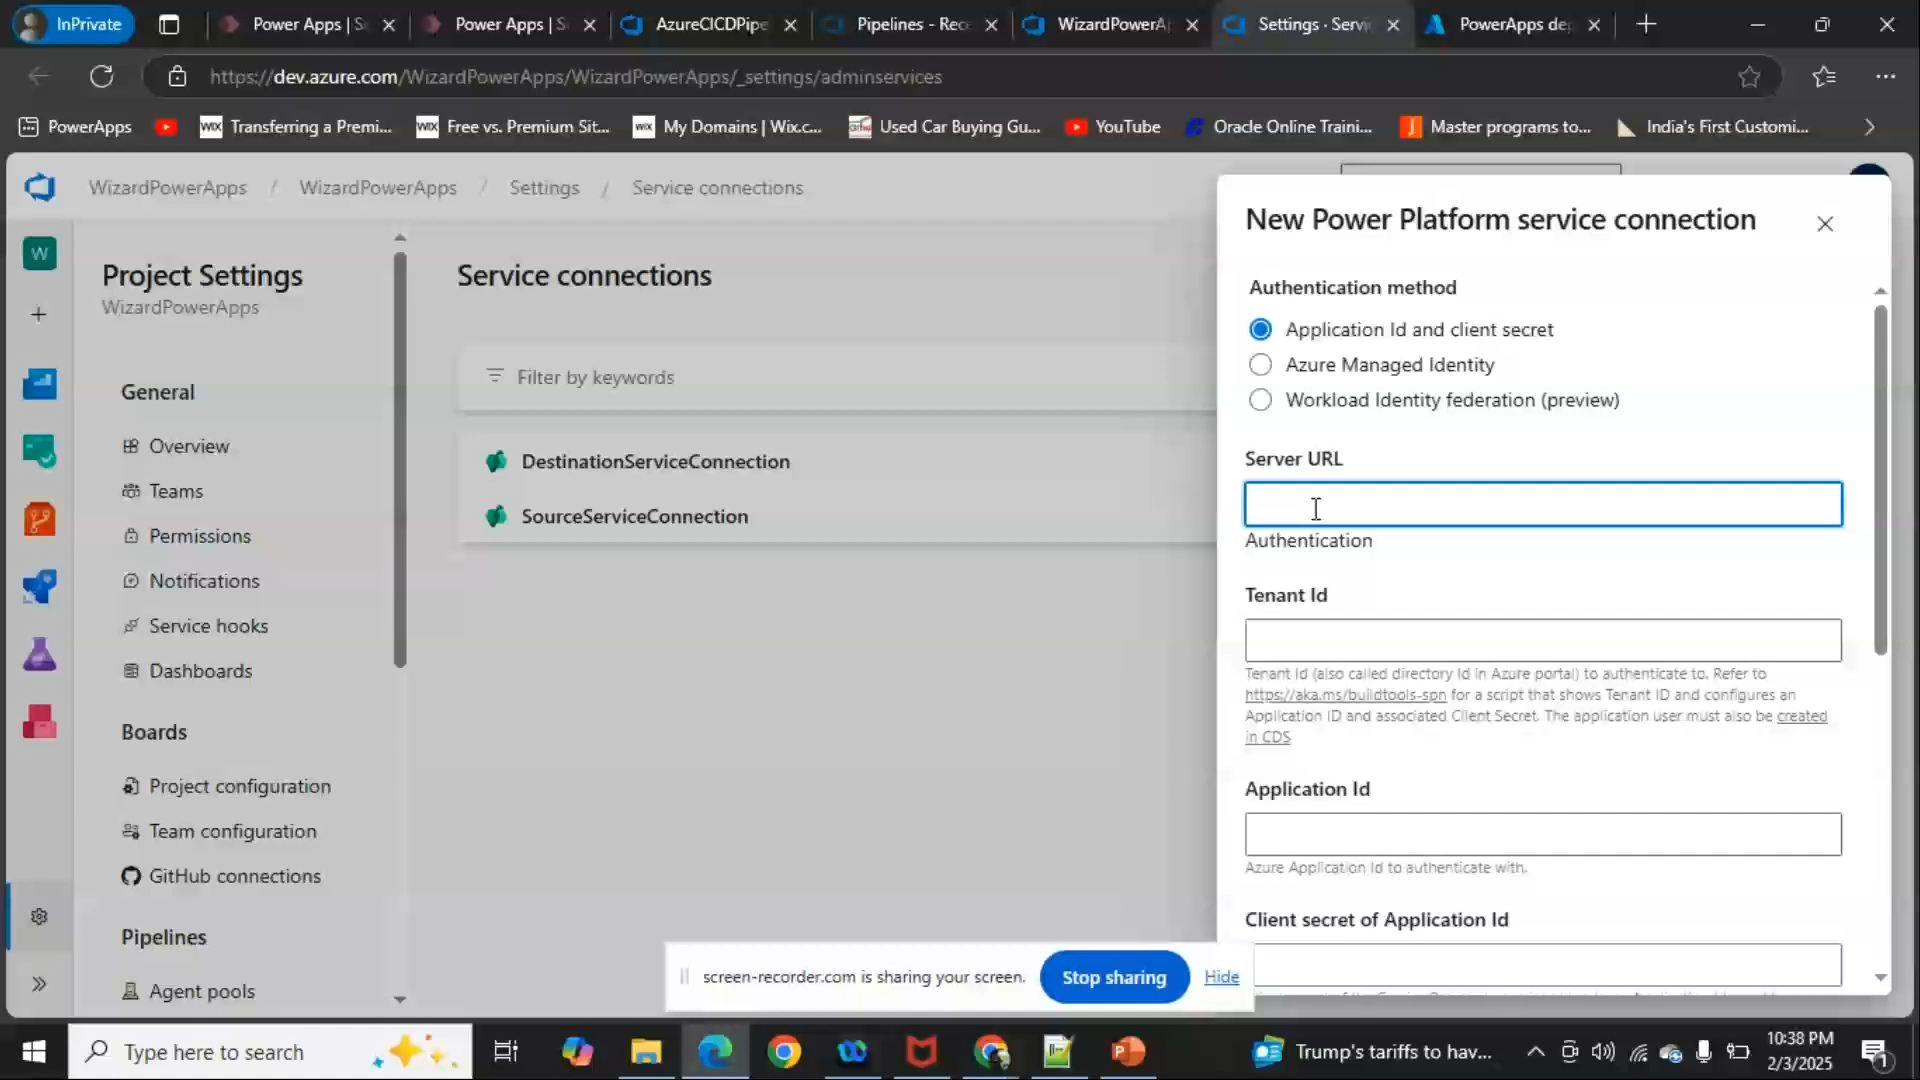 InPrivate
Power Apps | S
Power Apps | S
AzureCICDPipe
Pipelines - Rec
WizardPowerA
Settings · Servi
PowerApps de
https://dev.azure.com/WizardPowerApps/WizardPowerApps/_settings/adminservices
PowerApps
WIX Transferring a Premi...
WIX Free vs. Premium Sit...
WIX My Domains | Wix.c...
Used Car Buying Gu...
YouTube
Oracle Online Traini...
Master programs to...
India's First Customi...
WizardPowerApps / WizardPowerApps / Settings / Service connections
W
Project Settings
WizardPowerApps
General
Overview
Teams
Permissions
Notifications
Service hooks
Dashboards
Boards
Project configuration
Team configuration
GitHub connections
Pipelines
Agent pools
Service connections
Filter by keywords
DestinationServiceConnection
SourceServiceConnection
New Power Platform service connection
Authentication method
Application Id and client secret
Azure Managed Identity
Workload Identity federation (preview)
Server URL
Authentication
Tenant Id
Tenant Id (also called directory Id in Azure portal) to authenticate to. Refer to
https://aka.ms/buildtools-spn for a script that shows Tenant ID and configures an
Application ID and associated Client Secret. The application user must also be created
in CDS
Application Id
Azure Application Id to authenticate with.
Client secret of Application Id
screen-recorder.com is sharing your screen.
Stop sharing
Hide
Type here to search
Trump's tariffs to hav...
10:38 PM
2/3/2025
1